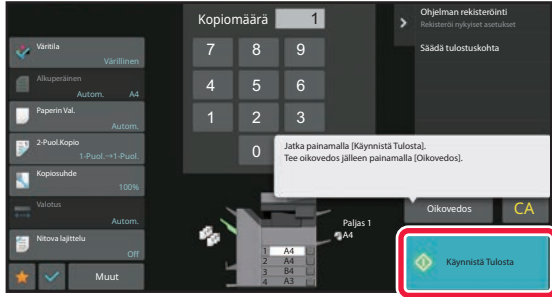 Kopiomäärä 1
Ohjelman rekisteröinti
Rekisteröi nykyiset asetukset
Säädä tulostuskohta
Väritila
Värillinen
Alkuperäinen
Autom. A4
Paperin Val.
Autom.
2-Puol.Kopio
1-Puol.→1-Puol.
Kopiosuhde
100%
Valotus
Autom.
Nitova lajittelu
Off
Muut
7 8 9
4 5 6
1 2 3
0
Jatka painamalla [Käynnistä Tulosta].
Tee oikovedos jälleen painamalla [Oikovedos].
Paljas 1
A4
1 A4
2 A4
3 B4
4 A3
Oikovedos
CA
Käynnistä Tulosta